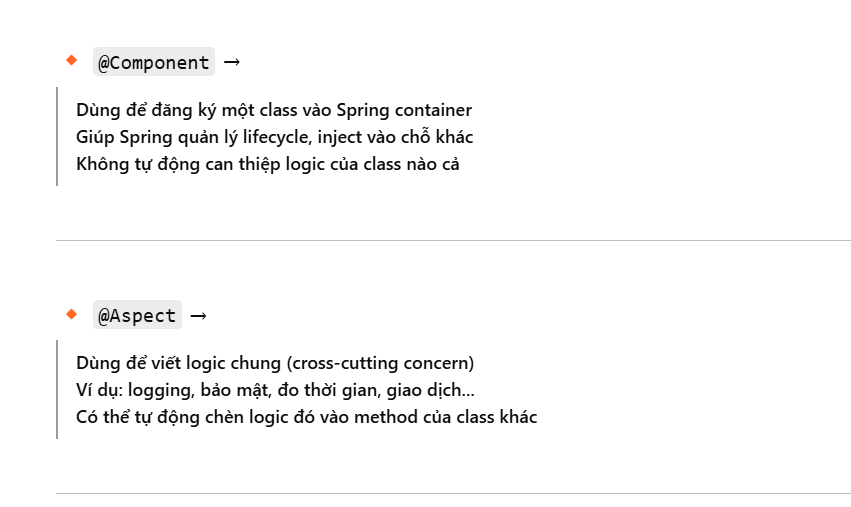 🔸 @Component →
Dùng để đăng ký một class vào Spring container
Giúp Spring quản lý lifecycle, inject vào chỗ khác
Không tự động can thiệp logic của class nào cả
🔸 @Aspect →
Dùng để viết logic chung (cross-cutting concern)
Ví dụ: logging, bảo mật, đo thời gian, giao dịch...
Có thể tự động chèn logic đó vào method của class khác